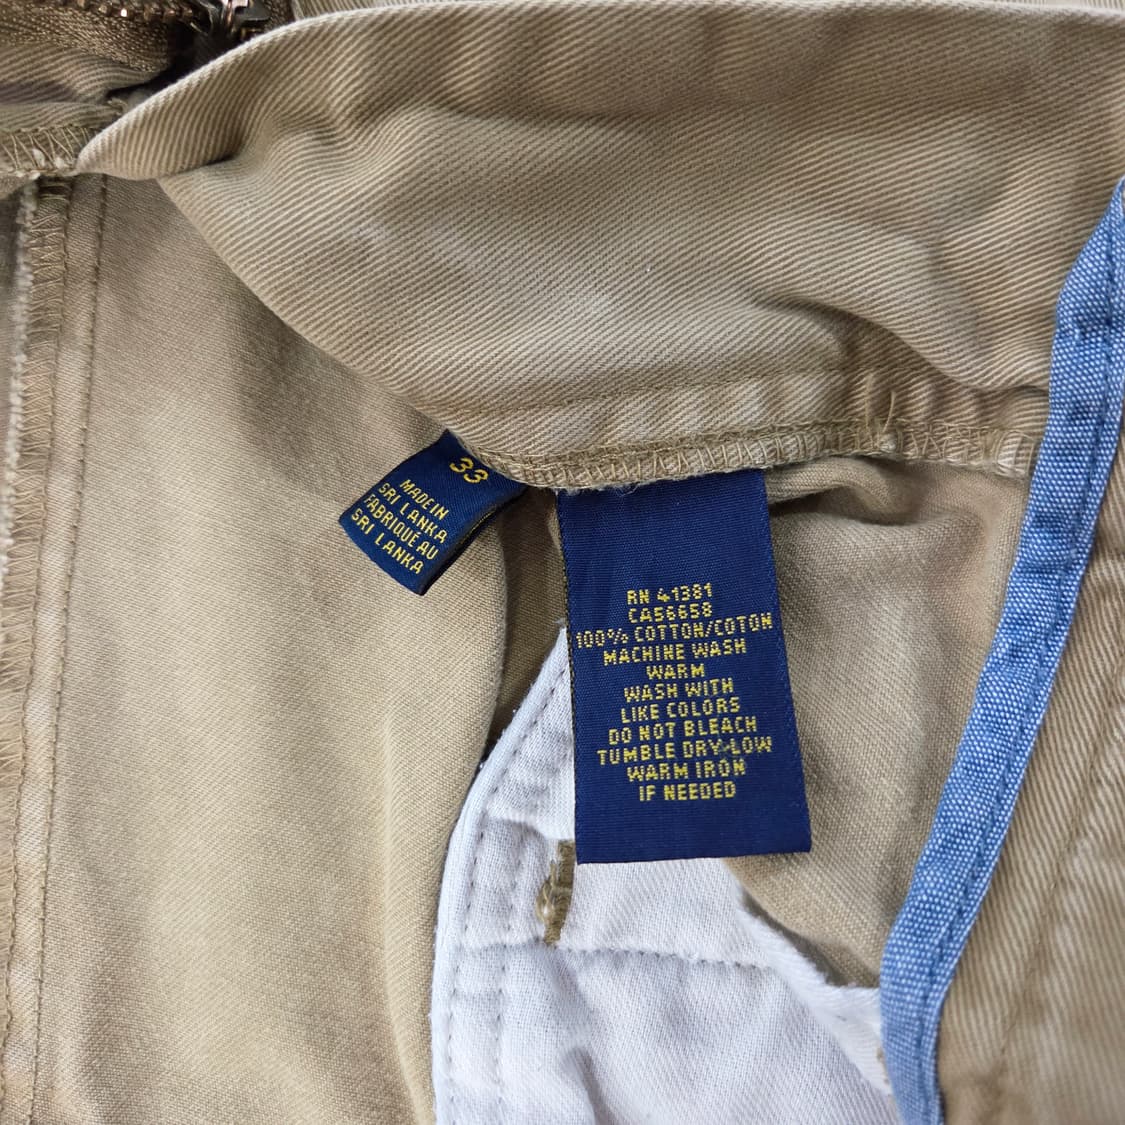 33
MADE IN
SRI LANKA
FABRIQUÉ AU
SRI LANKA
RN 41381
CA56658
100% COTTON/COTON
MACHINE WASH
WARM
WASH WITH
LIKE COLORS
DO NOT BLEACH
TUMBLE DRY-LOW
WARM IRON
IF NEEDED